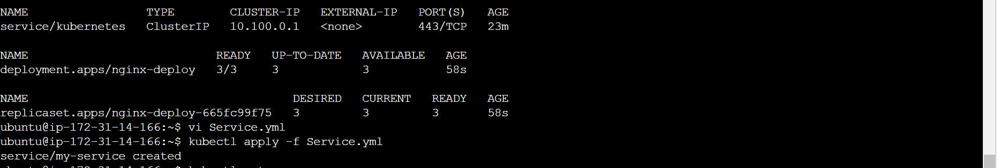 NAME TYPE CLUSTER-IP EXTERNAL-IP PORT(S) AGE
service/kubernetes ClusterIP 10.100.0.1 <none> 443/TCP 23m
NAME READY UP-TO-DATE AVAILABLE AGE
deployment.apps/nginx-deploy 3/3 3 3 58s
NAME DESIRED CURRENT READY AGE
replicaset.apps/nginx-deploy-665fc99f75 3 3 3 58s
ubuntu@ip-172-31-14-166:~$ vi Service.yml
ubuntu@ip-172-31-14-166:~$ kubectl apply -f Service.yml
service/my-service created